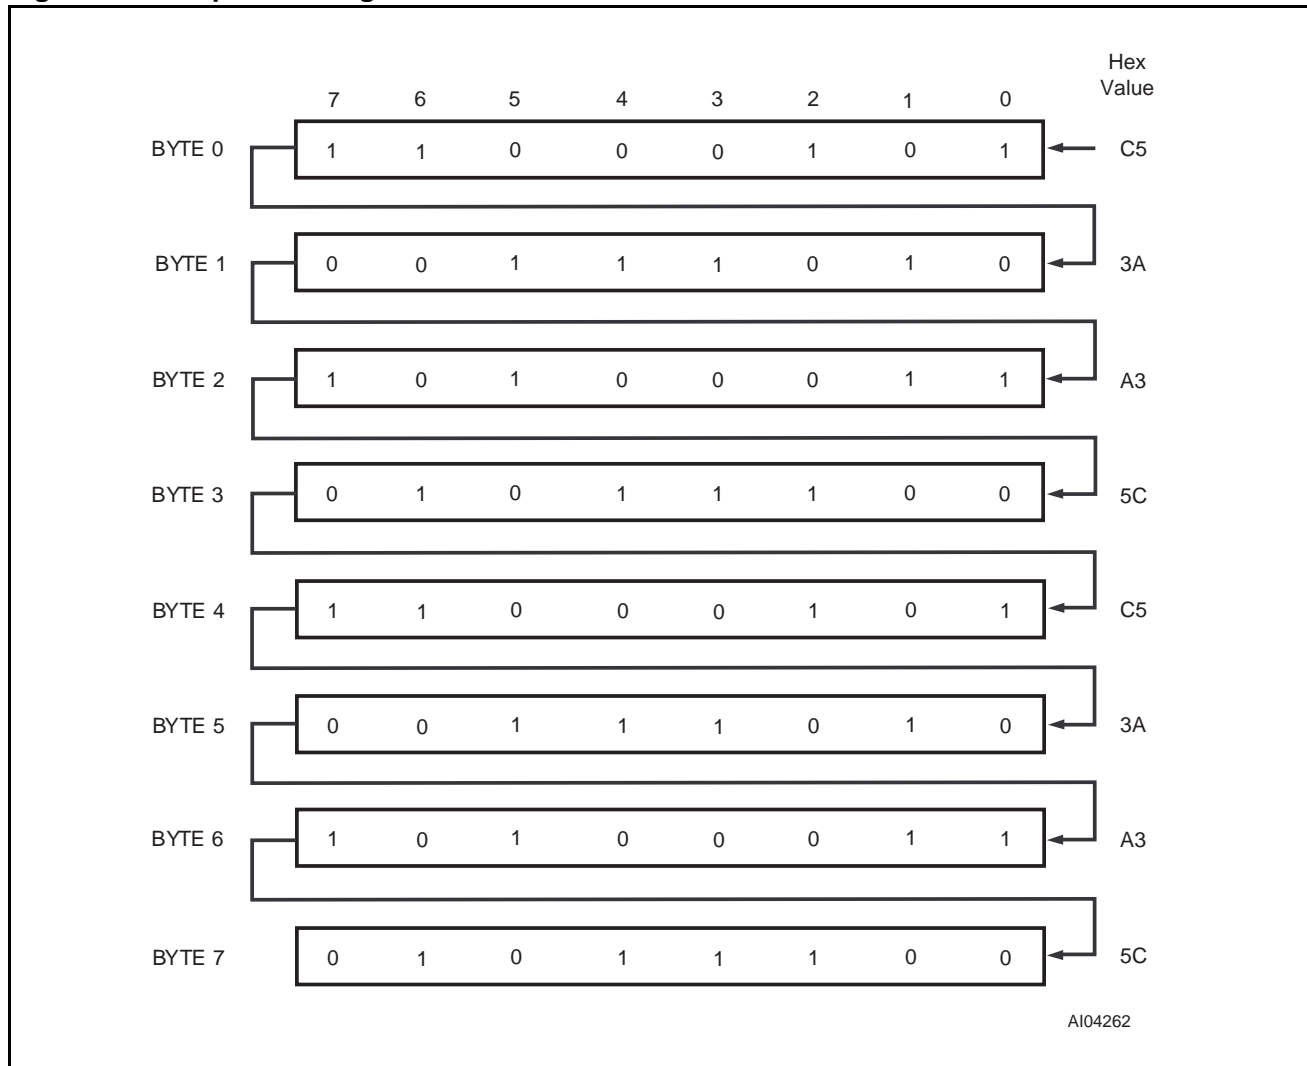 Hex
Value
7 6 5 4 3 2 1 0
BYTE 0 1 1 0 0 0 1 0 1 C5
BYTE 1 0 0 1 1 1 0 1 0 3A
BYTE 2 1 0 1 0 0 0 1 1 A3
BYTE 3 0 1 0 1 1 1 0 0 5C
BYTE 4 1 1 0 0 0 1 0 1 C5
BYTE 5 0 0 1 1 1 0 1 0 3A
BYTE 6 1 0 1 0 0 0 1 1 A3
BYTE 7 0 1 0 1 1 1 0 0 5C
AI04262